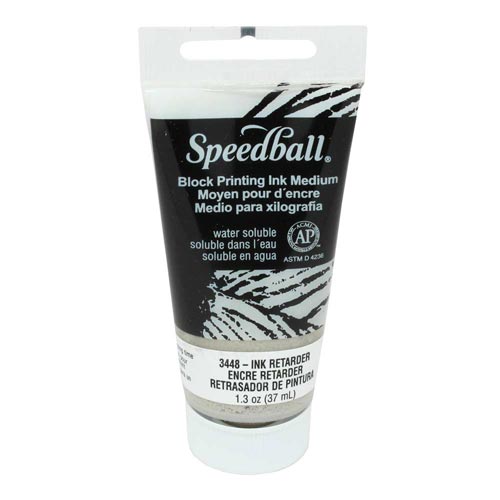 Speedball®
Block Printing Ink Medium
Moyen pour d´encre
Medio para xilografía
water soluble
soluble dans l´eau
soluble en agua
ACMI
AP
ASTM D 4236
3448 – INK RETARDER
ENCRE RETARDER
RETRASADOR DE PINTURA
1.3 oz (37 mL)